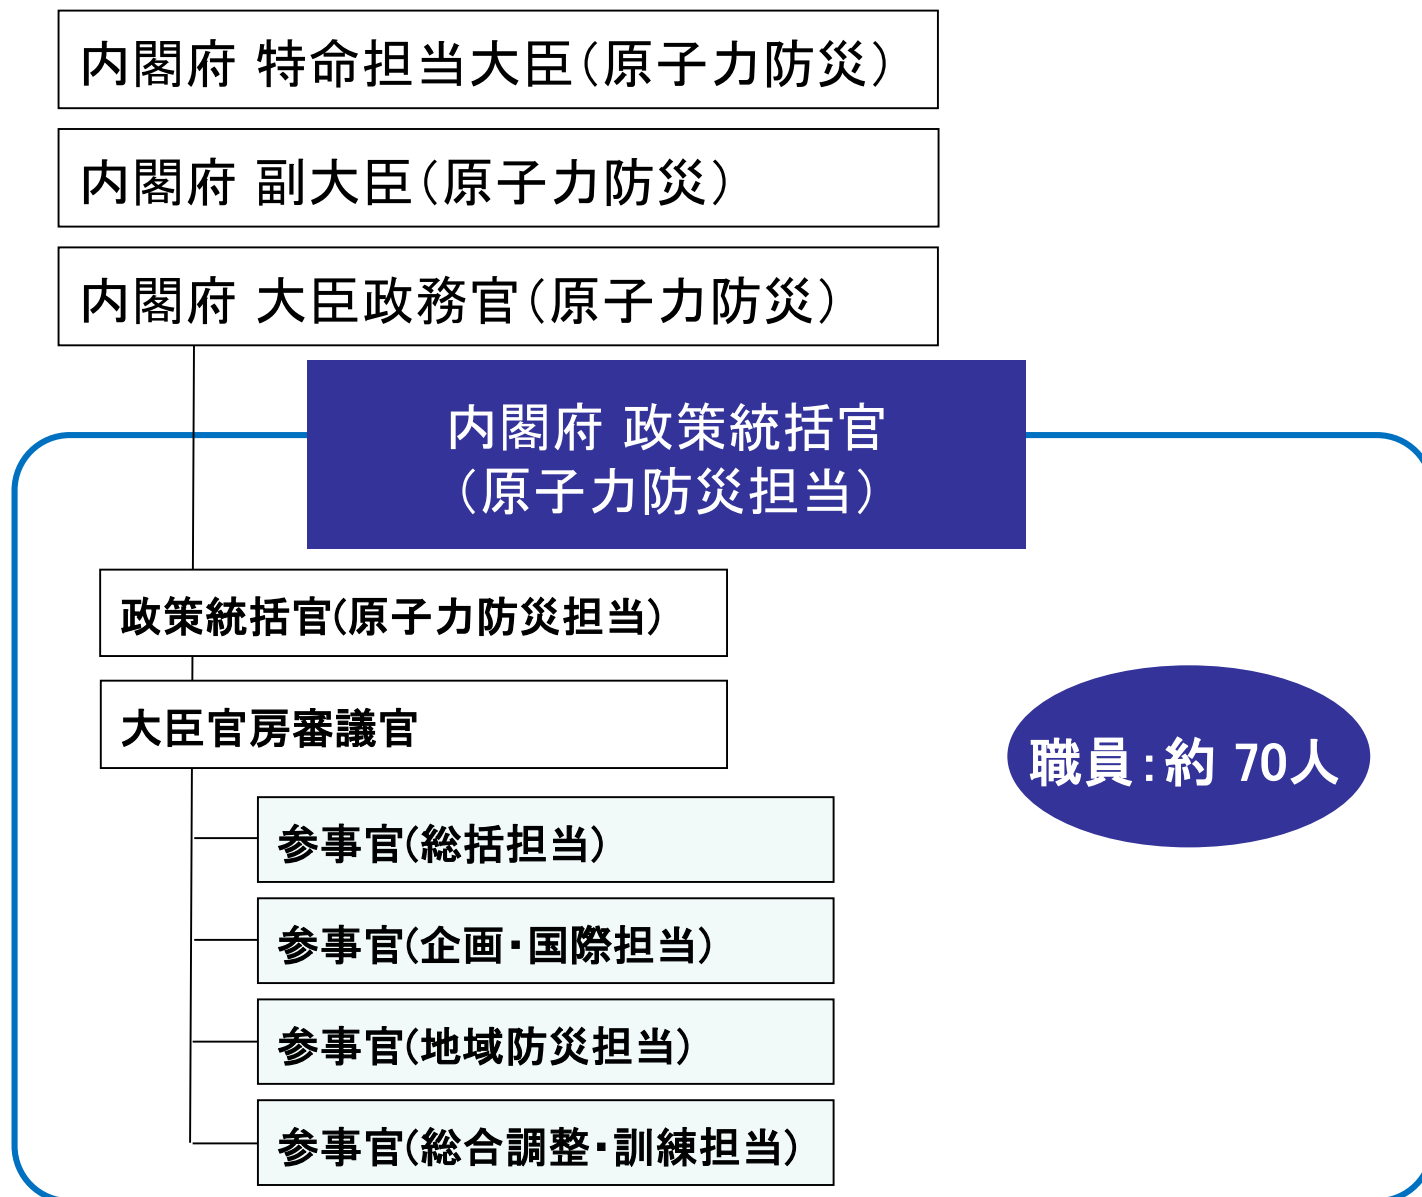 内閣府 特命担当大臣（原子力防災）
内閣府 副大臣（原子力防災）
内閣府 大臣政務官（原子力防災）
内閣府 政策統括官
（原子力防災担当）
政策統括官(原子力防災担当)
大臣官房審議官
職員：約 70人
参事官(総括担当)
参事官(企画・国際担当)
参事官(地域防災担当)
参事官(総合調整・訓練担当)